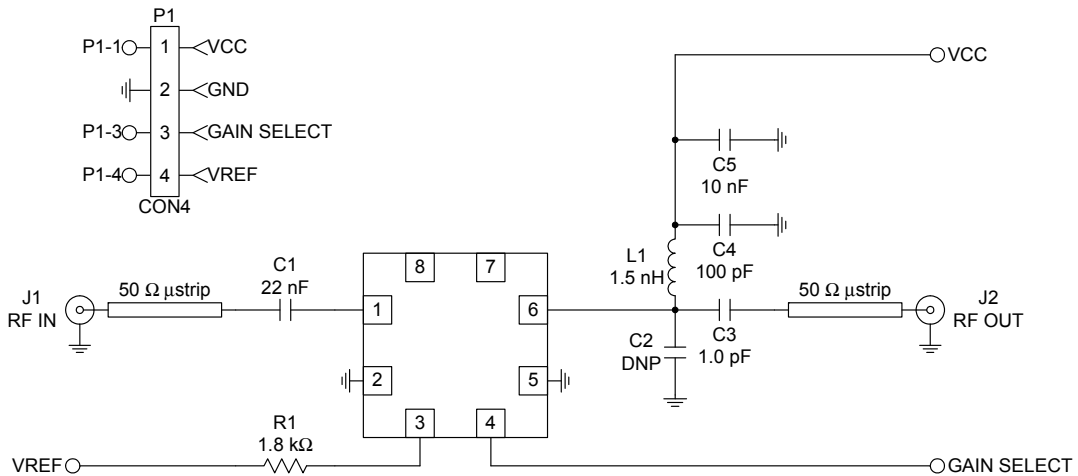 P1
P1-1
1
VCC
2
GND
P1-3
3
GAIN SELECT
P1-4
4
VREF
CON4
VCC
C5
10 nF
L1
1.5 nH
C4
100 pF
J1
RF IN
50 Ω µstrip
C1
22 nF
8
7
1
6
2
5
3
4
C2
DNP
C3
1.0 pF
50 Ω µstrip
J2
RF OUT
R1
1.8 kΩ
VREF
GAIN SELECT